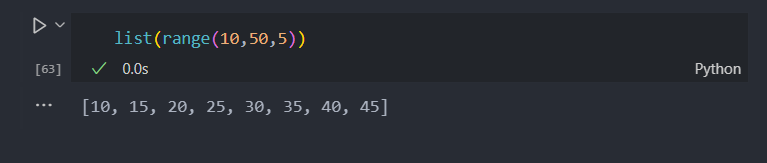 list(range(10,50,5))
[63] 0.0s Python
[10, 15, 20, 25, 30, 35, 40, 45]